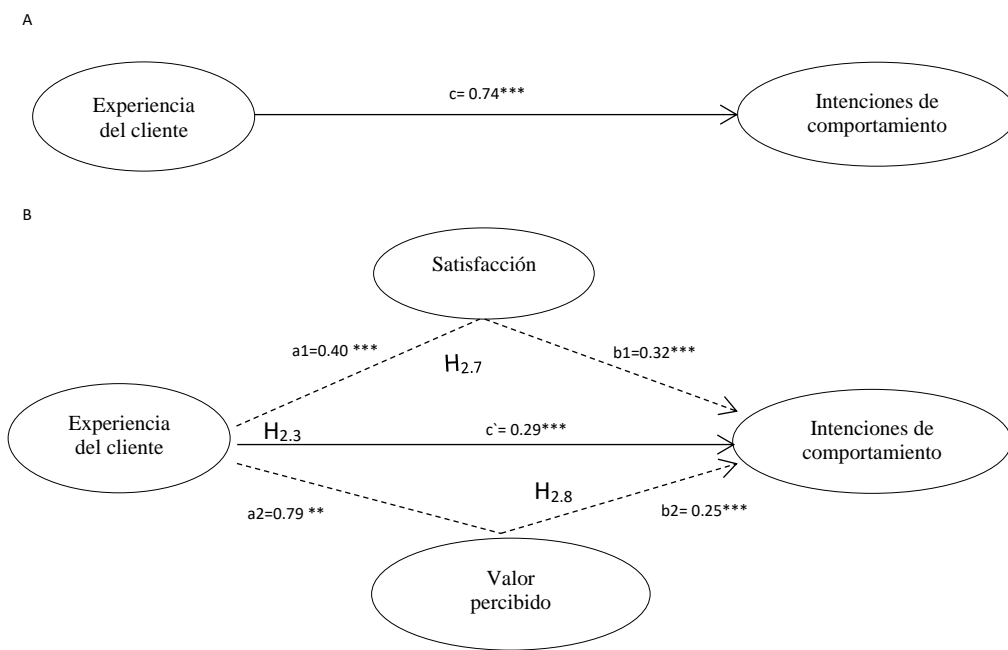 A
c= 0.74***
Experiencia
del cliente
Intenciones de
comportamiento
B
Satisfacción
a1=0.40 ***
b1=0.32***
H2.7
Experiencia
del cliente
H2.3
c`= 0.29***
Intenciones de
comportamiento
H2.8
a2=0.79 **
b2= 0.25***
Valor
percibido